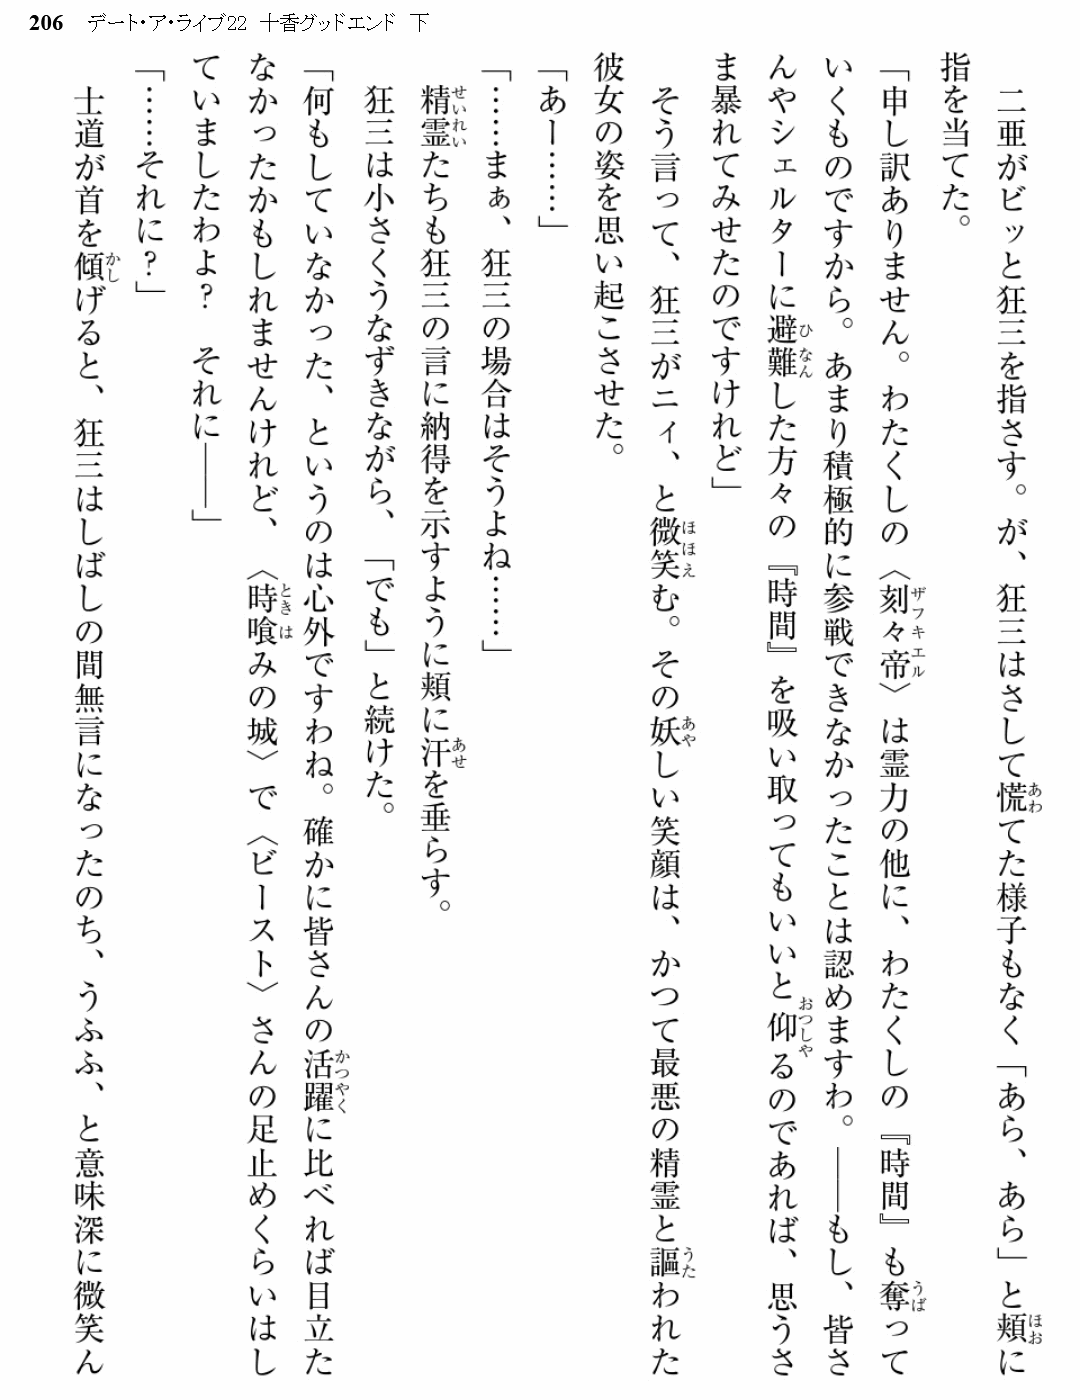 206 デート・ア・ライブ22 十香グッドエンド 下
二亜がビッと狂三を指さす。が、狂三はさして慌てた様子もなく「あら、あら」と頬に
指を当てた。
「申し訳ありません。わたくしの〈刻々帝〉は霊力の他に、わたくしの『時間』も奪って
いくものですから。あまり積極的に参戦できなかったことは認めますわ。――もし、皆さ
んやシェルターに避難した方々の『時間』を吸い取ってもいいと仰るのであれば、思うさ
ま暴れてみせたのですけれど」
そう言って、狂三がニィ、と微笑む。その妖しい笑顔は、かつて最悪の精霊と謳われた
彼女の姿を思い起こさせた。
「あー……」
「……まぁ、狂三の場合はそうよね……」
精霊たちも狂三の言に納得を示すように頬に汗を垂らす。
狂三は小さくうなずきながら、「でも」と続けた。
「何もしていなかった、というのは心外ですわね。確かに皆さんの活躍に比べれば目立た
なかったかもしれませんけれど、〈時喰みの城〉で〈ビースト〉さんの足止めくらいはし
ていましたわよ？　それに――」
「……それに？」
士道が首を傾げると、狂三はしばしの間無言になったのち、うふふ、と意味深に微笑ん